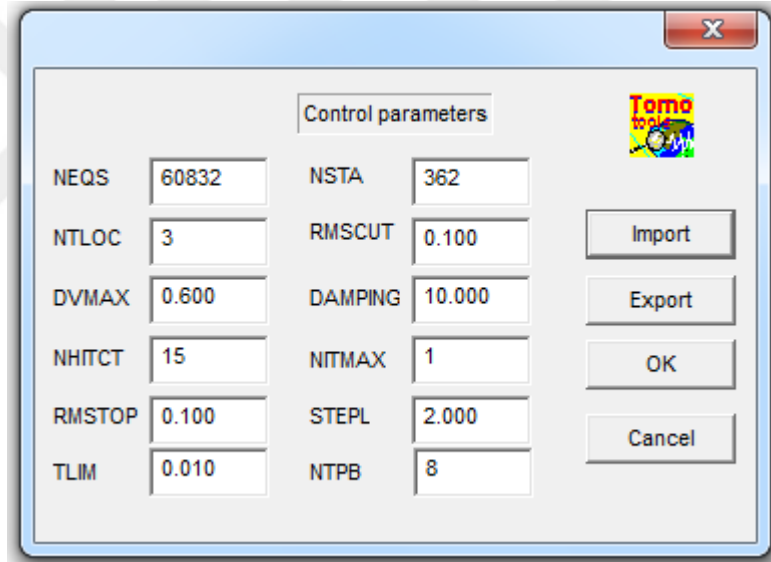 Control parameters
Tomo
tools
NEQS 60832 NSTA 362
NTLOC 3 RMSCUT 0.100
Import
DVMAX 0.600 DAMPING 10.000
Export
NHITCT 15 NITMAX 1
OK
RMSTOP 0.100 STEPL 2.000
Cancel
TLIM 0.010 NTPB 8